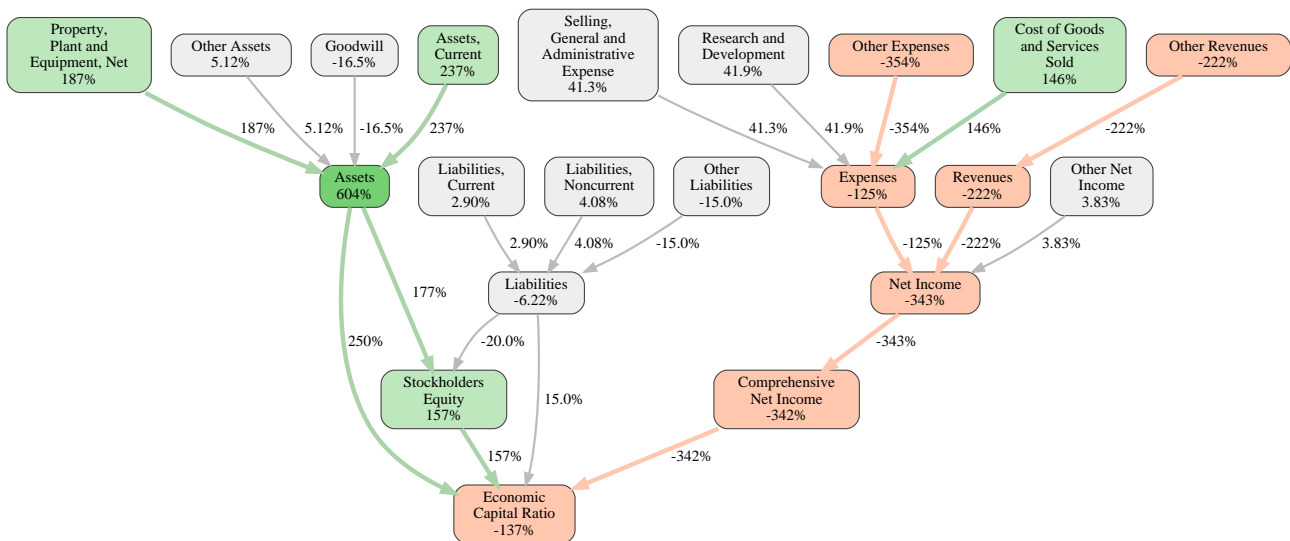 Property,
Plant and
Equipment, Net
187%
Other Assets
5.12%
Goodwill
-16.5%
Assets,
Current
237%
Selling,
General and
Administrative
Expense
41.3%
Research and
Development
41.9%
Other Expenses
-354%
Cost of Goods
and Services
Sold
146%
Other Revenues
-222%
187%
5.12%
-16.5%
237%
41.3%
41.9%
-354%
146%
-222%
Assets
604%
Liabilities,
Current
2.90%
Liabilities,
Noncurrent
4.08%
Other
Liabilities
-15.0%
Expenses
-125%
Revenues
-222%
Other Net
Income
3.83%
2.90%
4.08%
-15.0%
-125%
-222%
3.83%
Liabilities
-6.22%
Net Income
-343%
177%
250%
-20.0%
-343%
Stockholders
Equity
157%
15.0%
Comprehensive
Net Income
-342%
157%
-342%
Economic
Capital Ratio
-137%